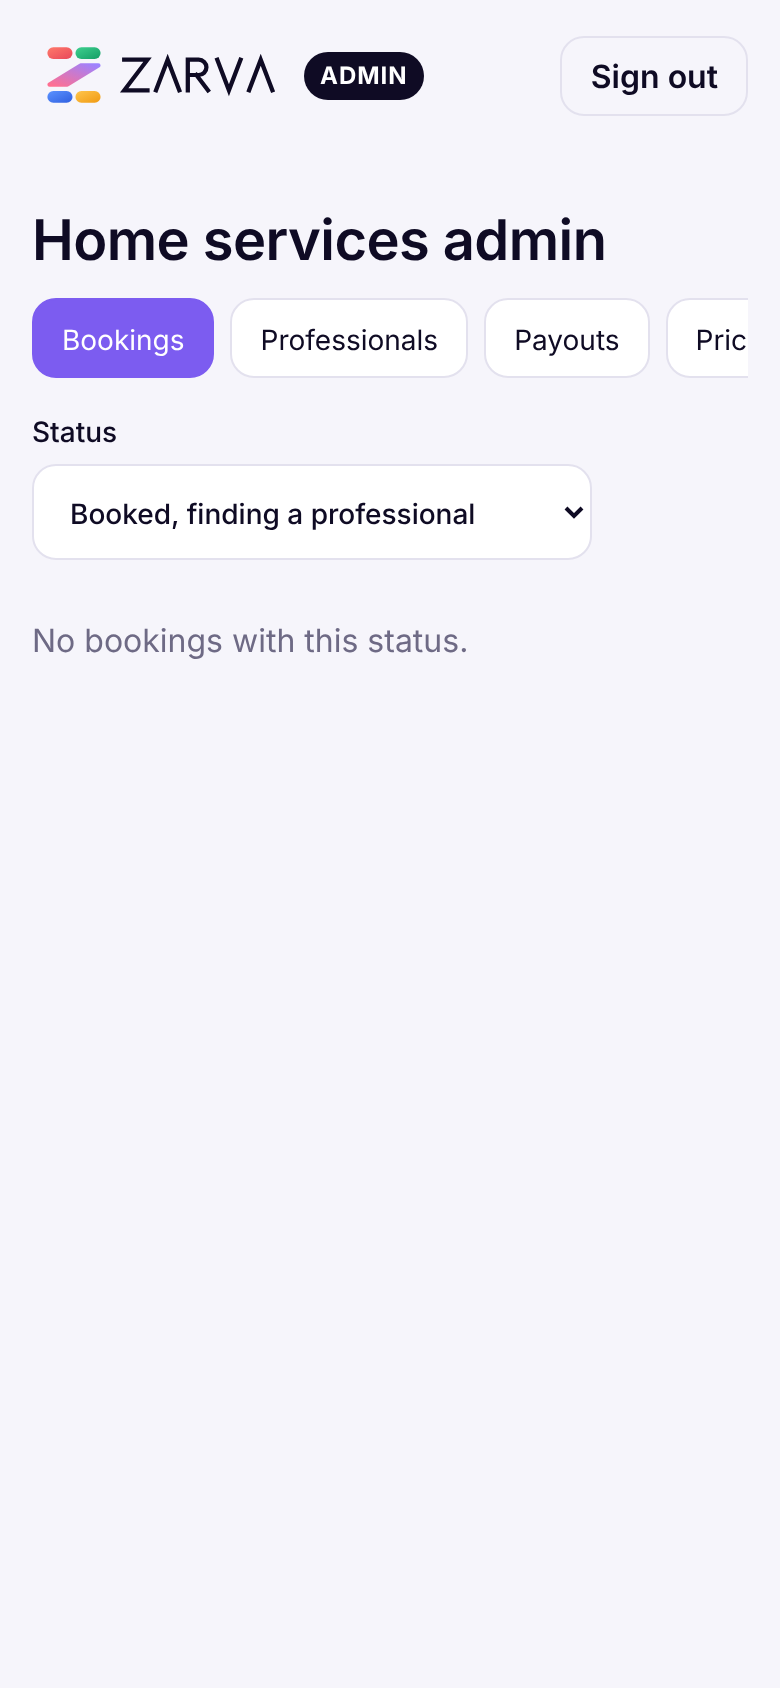 ZARVA ADMIN Sign out
Home services admin
Bookings Professionals Payouts Pric
Status
Booked, finding a professional
No bookings with this status.